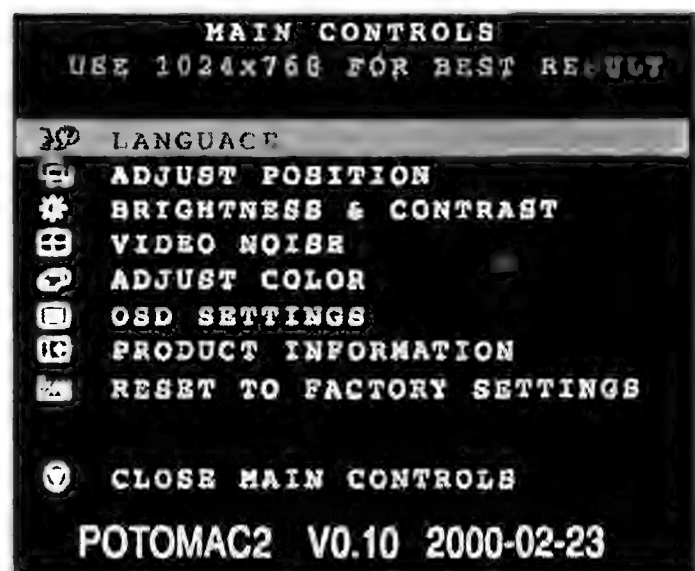 MAIN CONTROLS
USE 1024x768 FOR BEST RESULT
LANGUAGE
ADJUST POSITION
BRIGHTNESS & CONTRAST
VIDEO NOISE
ADJUST COLOR
OSD SETTINGS
PRODUCT INFORMATION
RESET TO FACTORY SETTINGS
CLOSE MAIN CONTROLS
POTOMAC2 V0.10 2000-02-23